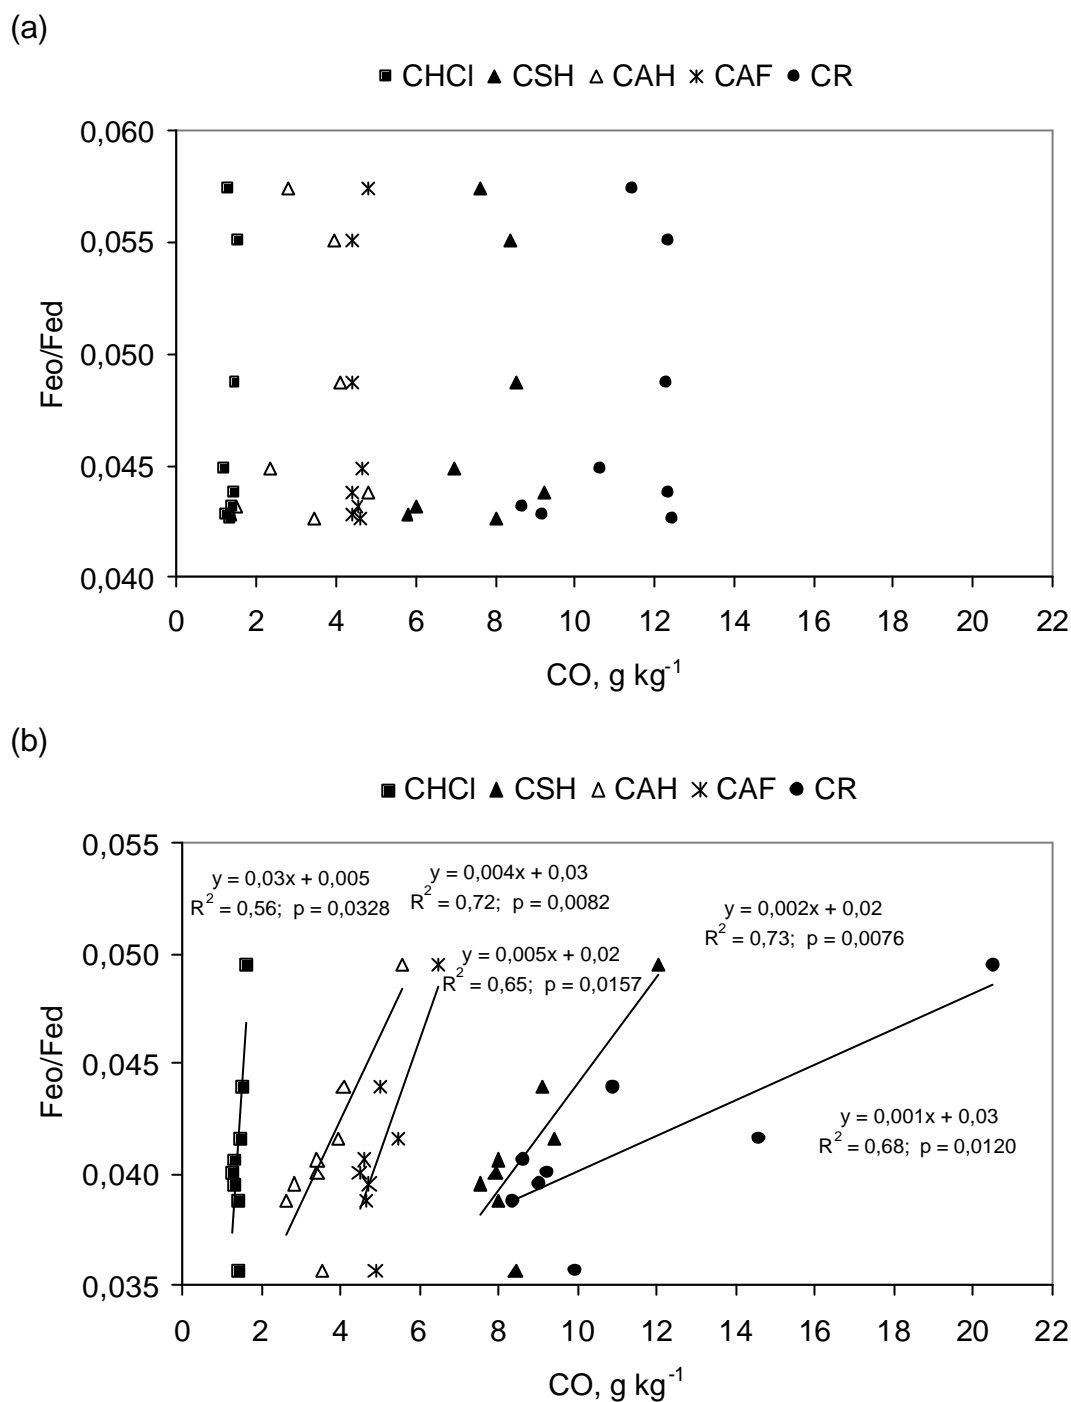 (a)
CHCl CSH CAH CAF CR
0,060
0,055
0,050
0,045
0,040
Feo/Fed
0 2 4 6 8 10 12 14 16 18 20 22
CO, g kg-1
(b)
CHCl CSH CAH CAF CR
0,055
0,050
0,045
0,040
0,035
Feo/Fed
y = 0,03x + 0,005
R2 = 0,56; p = 0,0328
y = 0,004x + 0,03
R2 = 0,72; p = 0,0082
y = 0,005x + 0,02
R2 = 0,65; p = 0,0157
y = 0,002x + 0,02
R2 = 0,73; p = 0,0076
y = 0,001x + 0,03
R2 = 0,68; p = 0,0120
0 2 4 6 8 10 12 14 16 18 20 22
CO, g kg-1